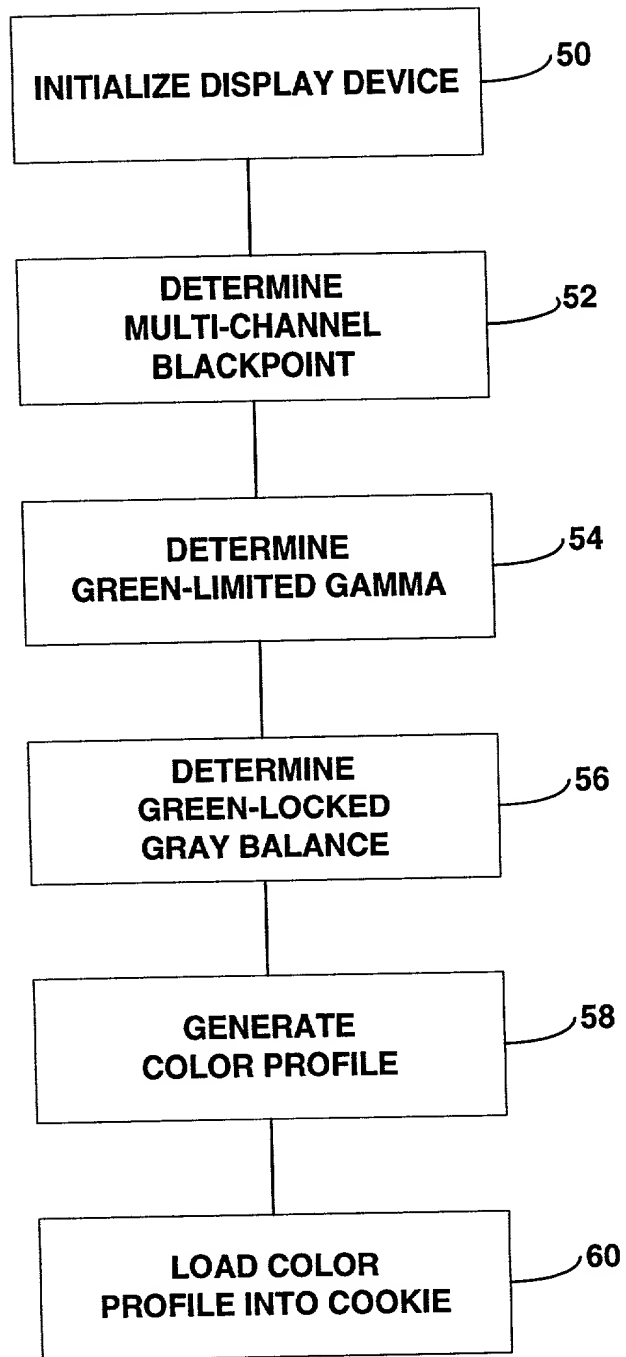 INITIALIZE DISPLAY DEVICE
50
DETERMINE
MULTI-CHANNEL
BLACKPOINT
52
DETERMINE
GREEN-LIMITED GAMMA
54
DETERMINE
GREEN-LOCKED
GRAY BALANCE
56
GENERATE
COLOR PROFILE
58
LOAD COLOR
PROFILE INTO COOKIE
60